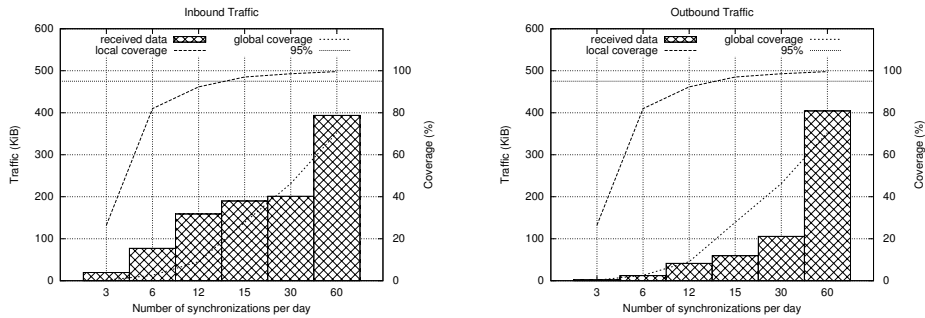 Inbound Traffic
600
500
400
300
200
100
0
Traffic (KiB)
received data
local coverage
global coverage
95%
100
80
60
40
20
0
Coverage (%)
3 6 12 15 30 60
Number of synchronizations per day
Outbound Traffic
600
500
400
300
200
100
0
Traffic (KiB)
received data
local coverage
global coverage
95%
100
80
60
40
20
0
Coverage (%)
3 6 12 15 30 60
Number of synchronizations per day